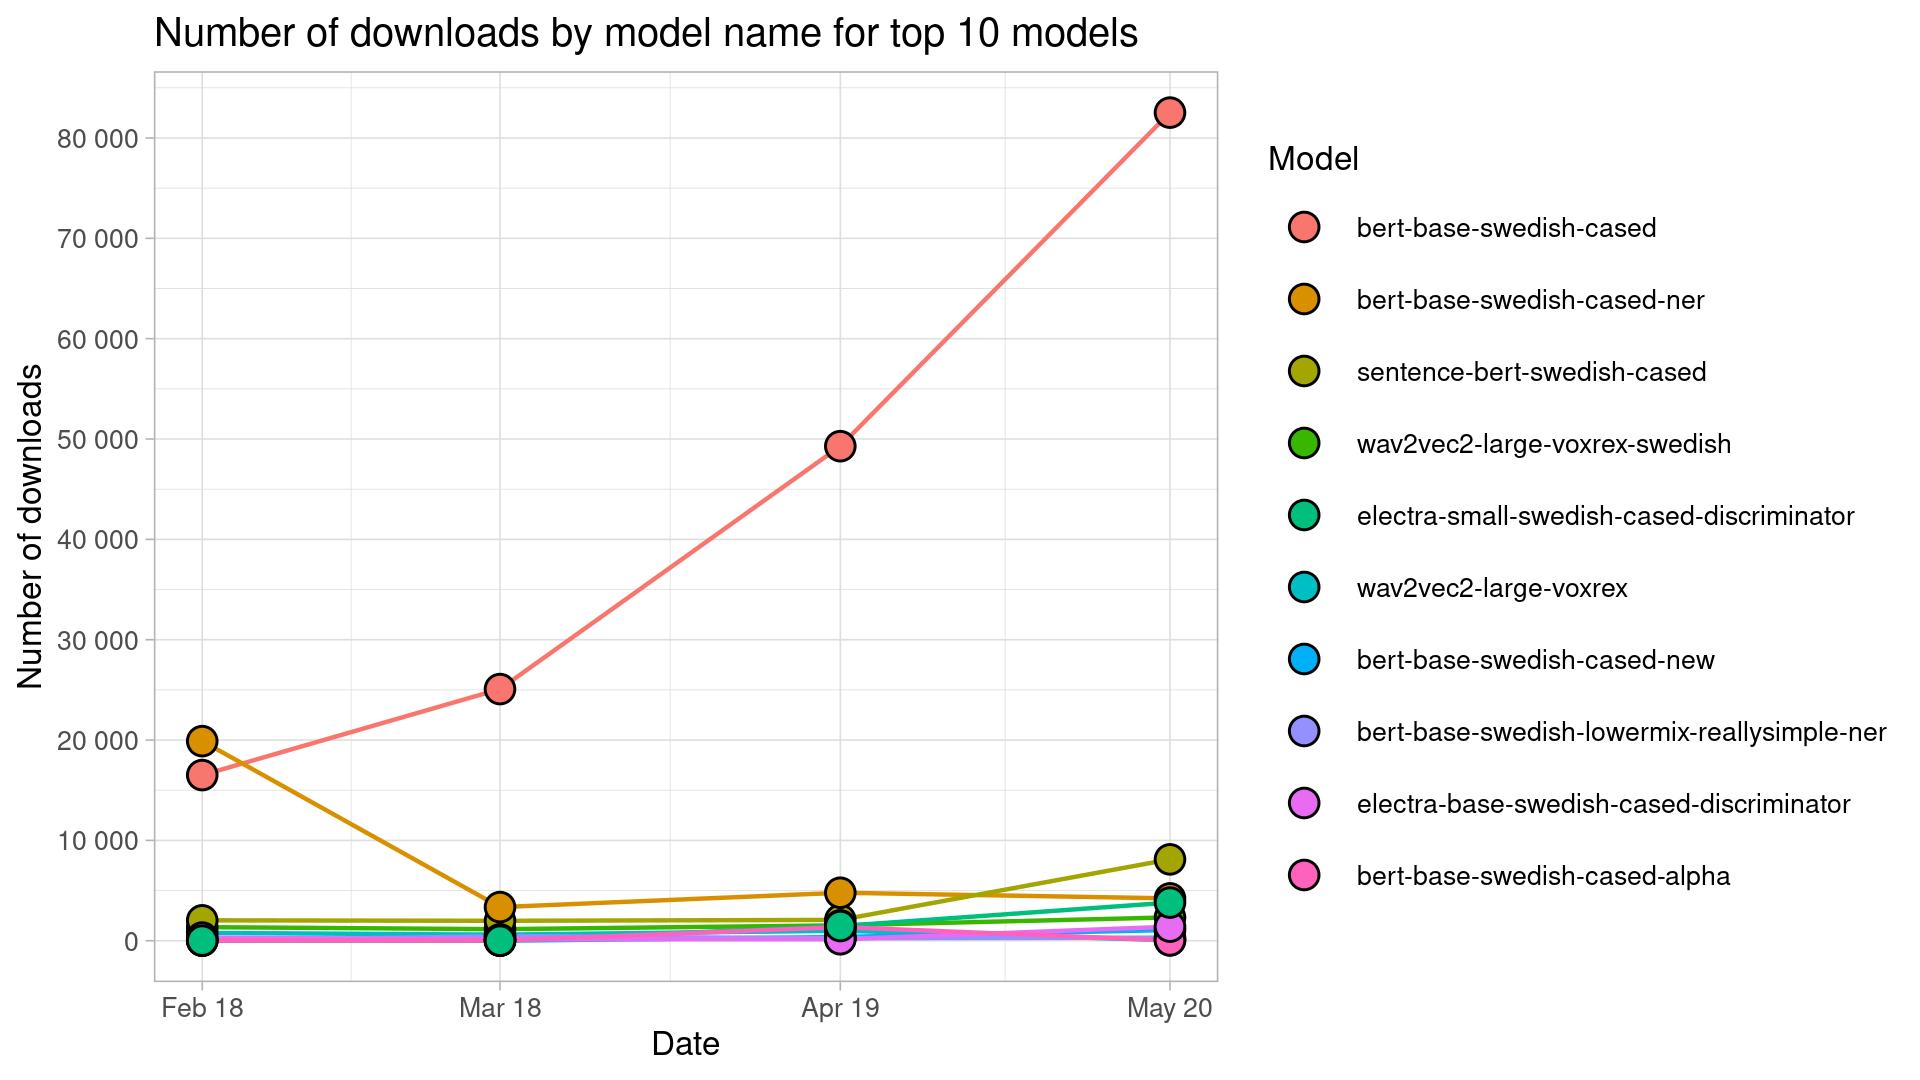 Number of downloads by model name for top 10 models
Number of downloads
80 000
70 000
60 000
50 000
40 000
30 000
20 000
10 000
0
Feb 18
Mar 18
Apr 19
May 20
Date
Model
bert-base-swedish-cased
bert-base-swedish-cased-ner
sentence-bert-swedish-cased
wav2vec2-large-voxrex-swedish
electra-small-swedish-cased-discriminator
wav2vec2-large-voxrex
bert-base-swedish-cased-new
bert-base-swedish-lowermix-reallysimple-ner
electra-base-swedish-cased-discriminator
bert-base-swedish-cased-alpha